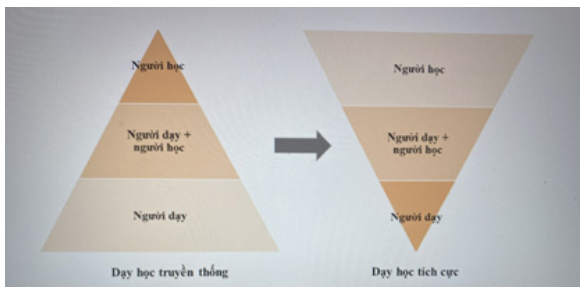 Người học
Người dạy +
người học
Người dạy
Dạy học truyền thống
Người học
Người dạy +
người học
Người dạy
Dạy học tích cực